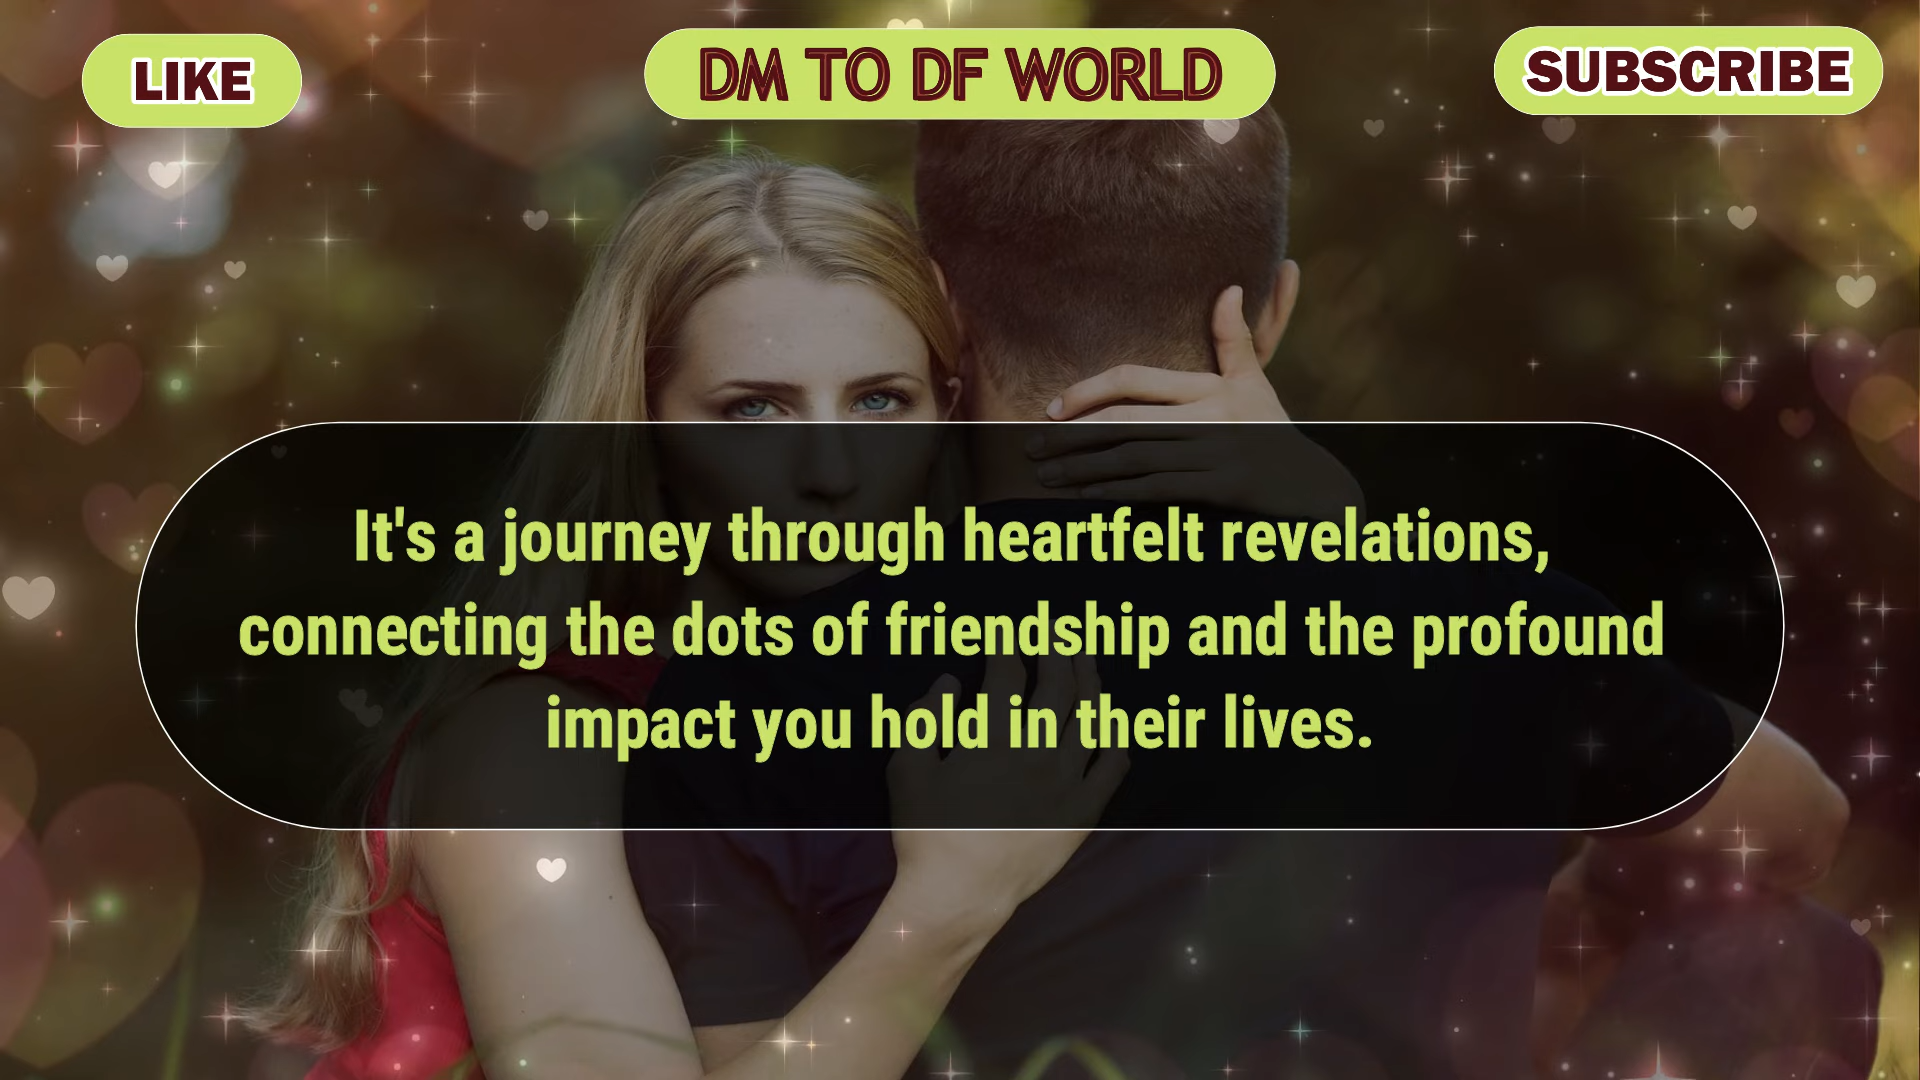 LIKE
DM TO DF WORLD
SUBSCRIBE
It's a journey through heartfelt revelations,
connecting the dots of friendship and the profound
impact you hold in their lives.